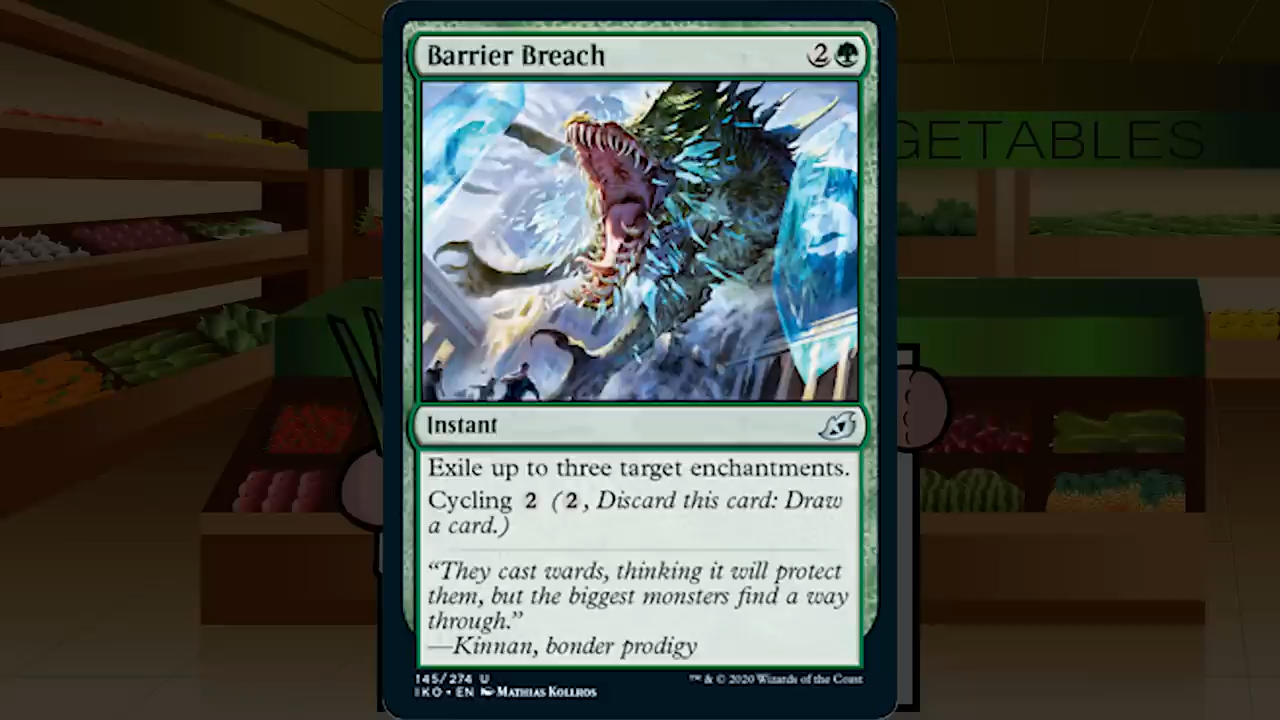 Barrier Breach 2
GETABLES
Instant
Exile up to three target enchantments.
Cycling 2 (2, Discard this card: Draw
a card.)
“They cast wards, thinking it will protect
them, but the biggest monsters find a way
through.”
—Kinnan, bonder prodigy
145/274 U
IKO • EN Mathias Kollros
™ & © 2020 Wizards of the Coast